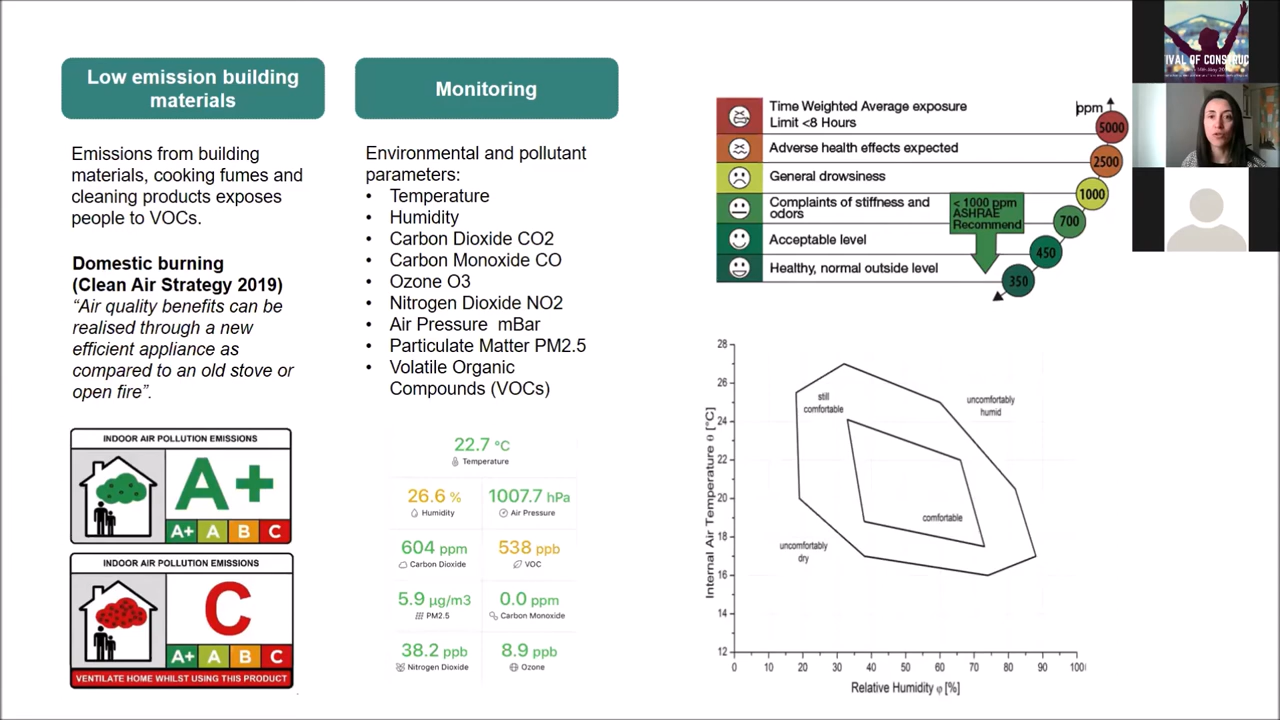 Low emission building
materials
Emissions from building
materials, cooking fumes and
cleaning products exposes
people to VOCs.
Domestic burning
(Clean Air Strategy 2019)
“Air quality benefits can be
realised through a new
efficient appliance as
compared to an old stove or
open fire”.
INDOOR AIR POLLUTION EMISSIONS
A+
A+ A B C
INDOOR AIR POLLUTION EMISSIONS
C
A+ A B C
VENTILATE HOME WHILST USING THIS PRODUCT
Monitoring
Environmental and pollutant
parameters:
• Temperature
• Humidity
• Carbon Dioxide CO2
• Carbon Monoxide CO
• Ozone O3
• Nitrogen Dioxide NO2
• Air Pressure mBar
• Particulate Matter PM2.5
• Volatile Organic
Compounds (VOCs)
22.7 °C
Temperature
26.6 % 1007.7 hPa
Humidity Air Pressure
604 ppm 538 ppb
Carbon Dioxide VOC
5.9 µg/m3 0.0 ppm
PM2.5 Carbon Monoxide
38.2 ppb 8.9 ppb
Nitrogen Dioxide Ozone
ppm
Time Weighted Average exposure
Limit <8 Hours
5000
Adverse health effects expected
2500
General drowsiness
1000
Complaints of stiffness and
odors
700
< 1000 ppm
ASHRAE
Recommend
Acceptable level
450
Healthy, normal outside level
350
28
26
24
22
20
18
16
14
12
Internal Air Temperature θ [°C]
still
comfortable
uncomfortably
humid
comfortable
uncomfortably
dry
0 10 20 30 40 50 60 70 80 90 100
Relative Humidity φ [%]
IVAL OF CONSTRUC